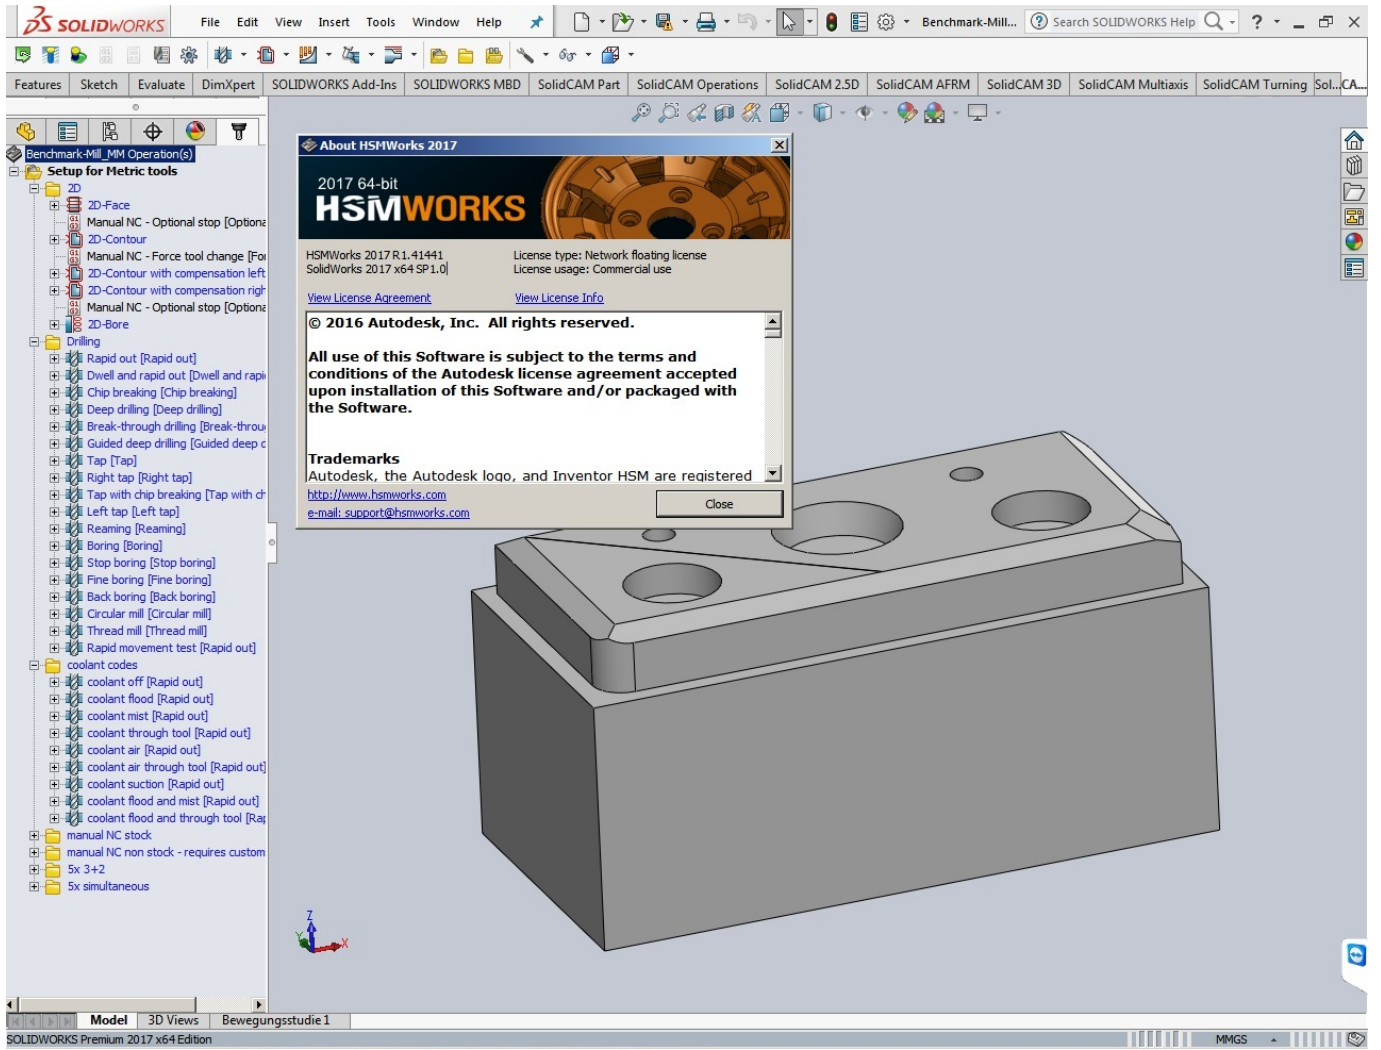 SOLIDWORKS File Edit View Insert Tools Window Help Benchmark-Mill... Search SOLIDWORKS Help
Features Sketch Evaluate DimXpert SOLIDWORKS Add-Ins SOLIDWORKS MBD SolidCAM Part SolidCAM Operations SolidCAM 2.5D SolidCAM AFRM SolidCAM 3D SolidCAM Multiaxis SolidCAM Turning Sol...CA...
Benchmark-Mill_MM Operation(s)
Setup for Metric tools
2D
2D-Face
Manual NC - Optional stop [Optiona
2D-Contour
Manual NC - Force tool change [For
2D-Contour with compensation left
2D-Contour with compensation righ
Manual NC - Optional stop [Optiona
2D-Bore
Drilling
Rapid out [Rapid out]
Dwell and rapid out [Dwell and rapi
Chip breaking [Chip breaking]
Deep drilling [Deep drilling]
Break-through drilling [Break-throu
Guided deep drilling [Guided deep d
Tap [Tap]
Right tap [Right tap]
Tap with chip breaking [Tap with ch
Left tap [Left tap]
Reaming [Reaming]
Boring [Boring]
Stop boring [Stop boring]
Fine boring [Fine boring]
Back boring [Back boring]
Circular mill [Circular mill]
Thread mill [Thread mill]
Rapid movement test [Rapid out]
coolant codes
coolant off [Rapid out]
coolant flood [Rapid out]
coolant mist [Rapid out]
coolant through tool [Rapid out]
coolant air [Rapid out]
coolant air through tool [Rapid out]
coolant suction [Rapid out]
coolant flood and mist [Rapid out]
coolant flood and through tool [Rap
manual NC stock
manual NC non stock - requires custom
5x 3+2
5x simultaneous
About HSMWorks 2017
2017 64-bit
HSMWORKS
HSMWorks 2017 R1.41441 License type: Network floating license
SolidWorks 2017 x64 SP1.0 License usage: Commercial use
View License Agreement View License Info
© 2016 Autodesk, Inc. All rights reserved.
All use of this Software is subject to the terms and
conditions of the Autodesk license agreement accepted
upon installation of this Software and/or packaged with
the Software.
Trademarks
Autodesk, the Autodesk logo, and Inventor HSM are registered
http://www.hsmworks.com
e-mail: support@hsmworks.com
Close
Z
Y X
Model 3D Views Bewegungsstudie 1
SOLIDWORKS Premium 2017 x64 Edition MMGS